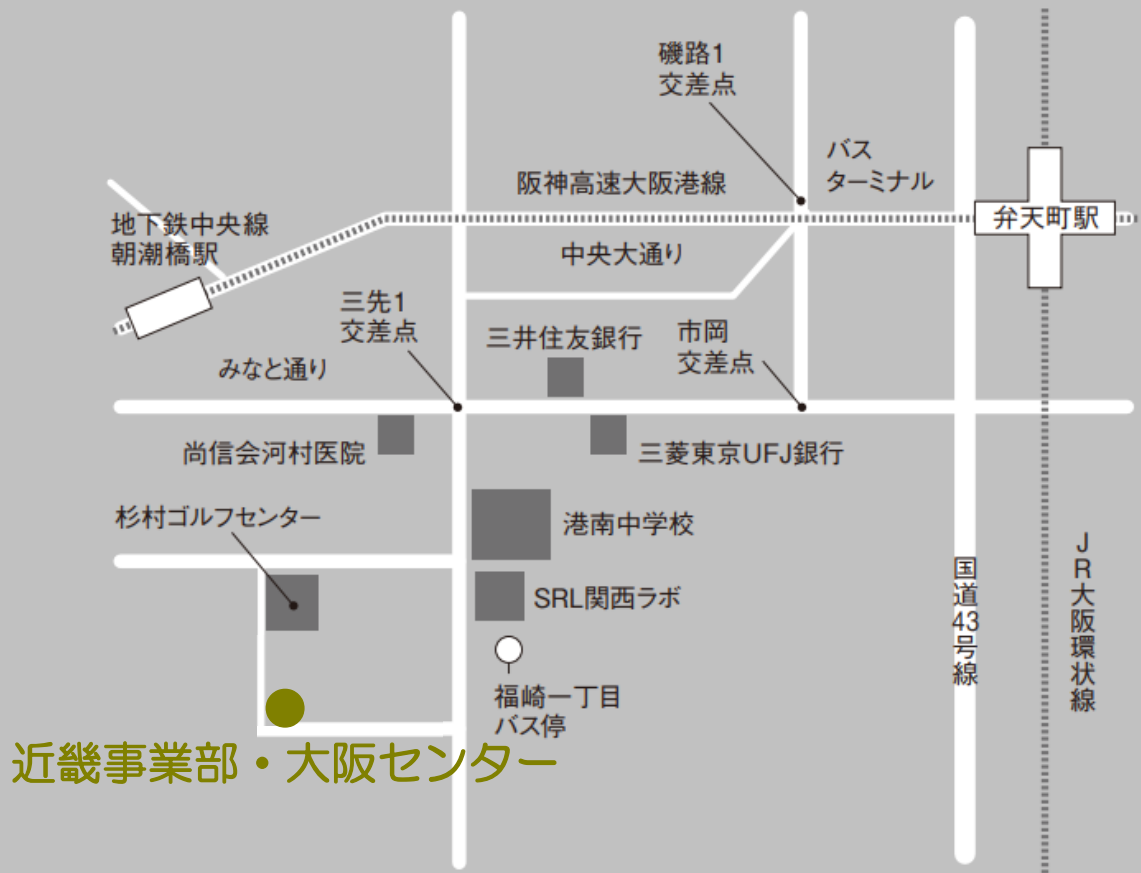 磯路1
交差点
バス
ターミナル
阪神高速大阪港線
弁天町駅
地下鉄中央線
朝潮橋駅
中央大通り
三先1
交差点
三井住友銀行
市岡
交差点
みなと通り
尚信会河村医院
三菱東京UFJ銀行
杉村ゴルフセンター
港南中学校
SRL関西ラボ
国道43号線
JR大阪環状線
福崎一丁目
バス停
近畿事業部・大阪センター